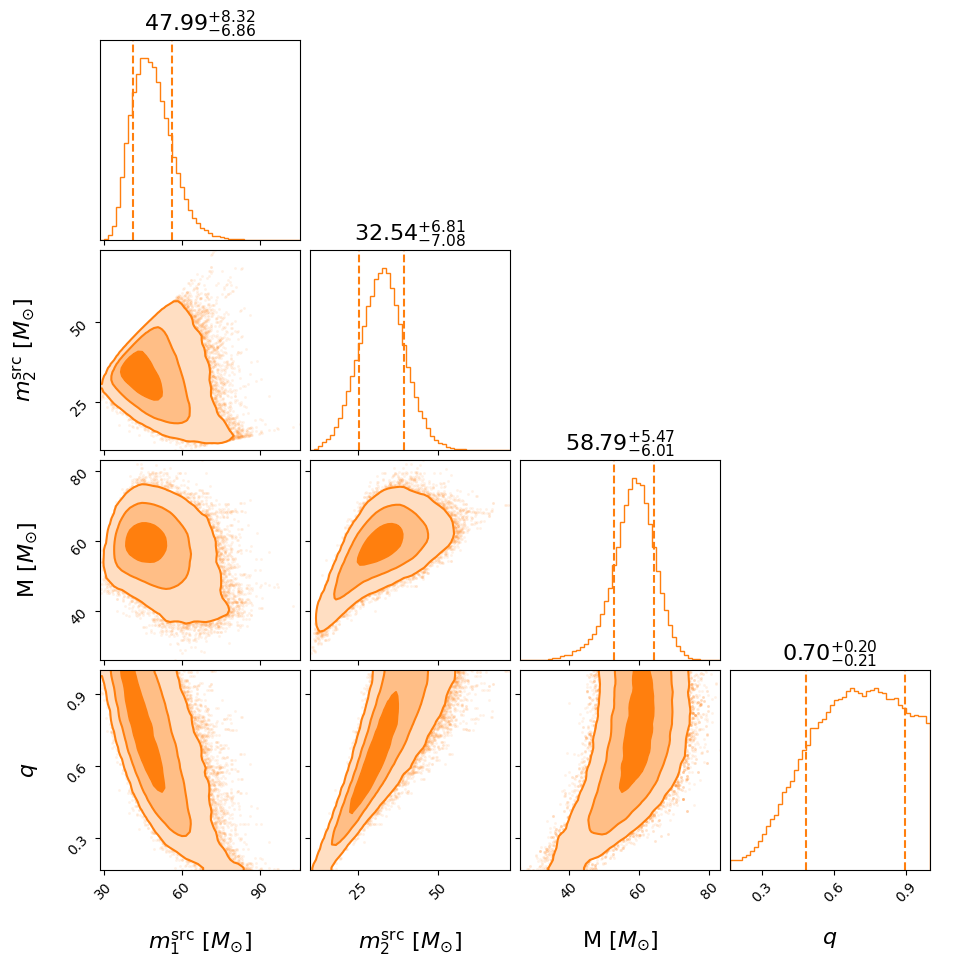 47.99+8.32−6.86
32.54+6.81−7.08
50
25
m2src [M⊙]
58.79+5.47−6.01
80
60
40
M [M⊙]
0.70+0.20−0.21
0.9
0.6
0.3
q
30 60 90
25 50
40 60 80
0.3 0.6 0.9
m1src [M⊙]
m2src [M⊙]
M [M⊙]
q